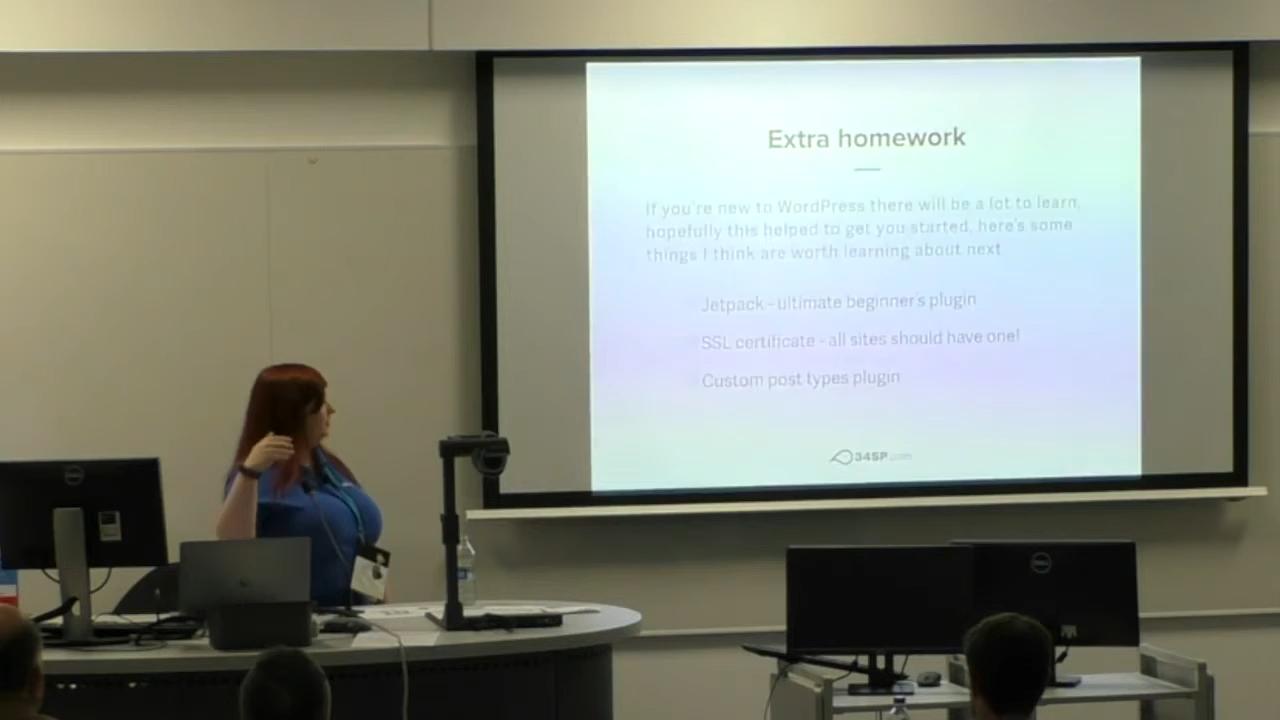 Extra homework
If you're new to WordPress there will be a lot to learn,
hopefully this helped to get you started, here's some
things I think are worth learning about next
Jetpack - ultimate beginner's plugin
SSL certificate - all sites should have one!
Custom post types plugin
34SP.com
DELL
DELL